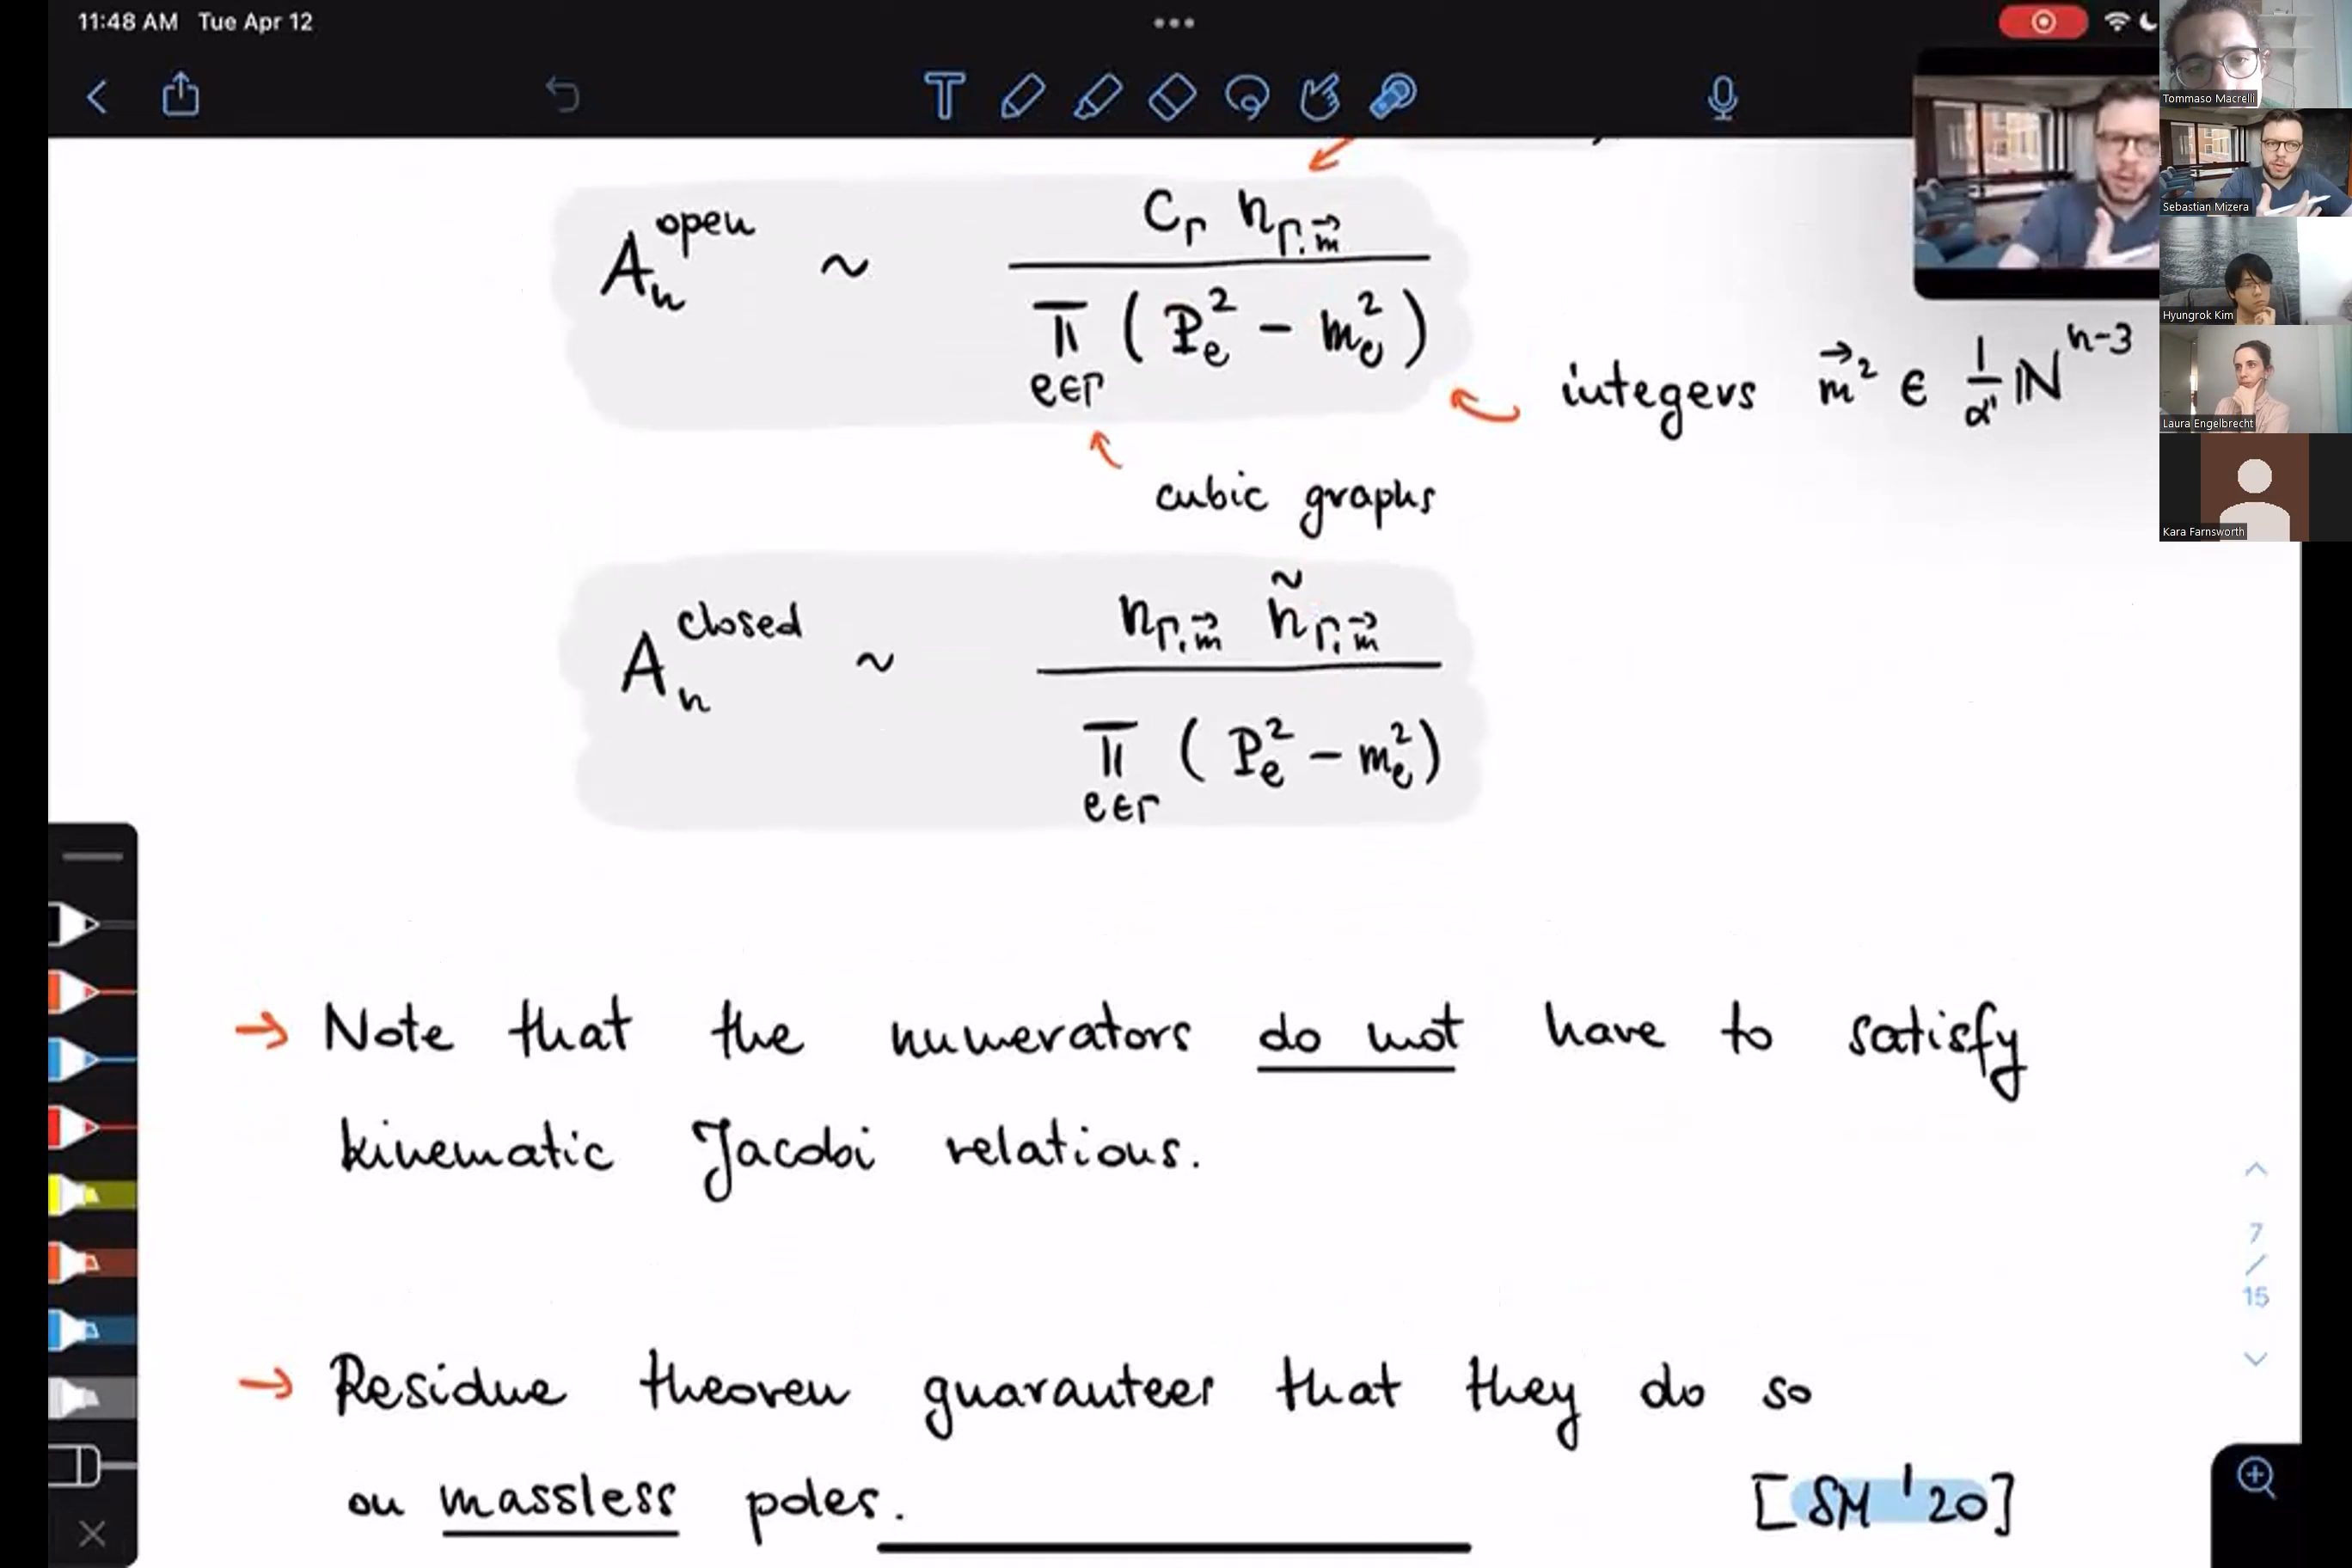 11:48 AM Tue Apr 12
Tommaso Macrelli
Sebastian Mizera
Hyungrok Kim
Laura Engelbrecht
Kara Farnsworth
A_n^open ~ C_Γ n_Γ,m⃗ / ∏_{e∈Γ} (P_e^2 − m_e^2)
integers m⃗^2 ∈ 1/α' ℕ^{n-3}
cubic graphs
A_n^closed ~ n_Γ,m⃗ ñ_Γ,m⃗ / ∏_{e∈Γ} (P_e^2 − m_e^2)
→ Note that the numerators do not have to satisfy
kinematic Jacobi relations.
→ Residue theorem guarantees that they do so
on massless poles. [SM '20]
7
/
15